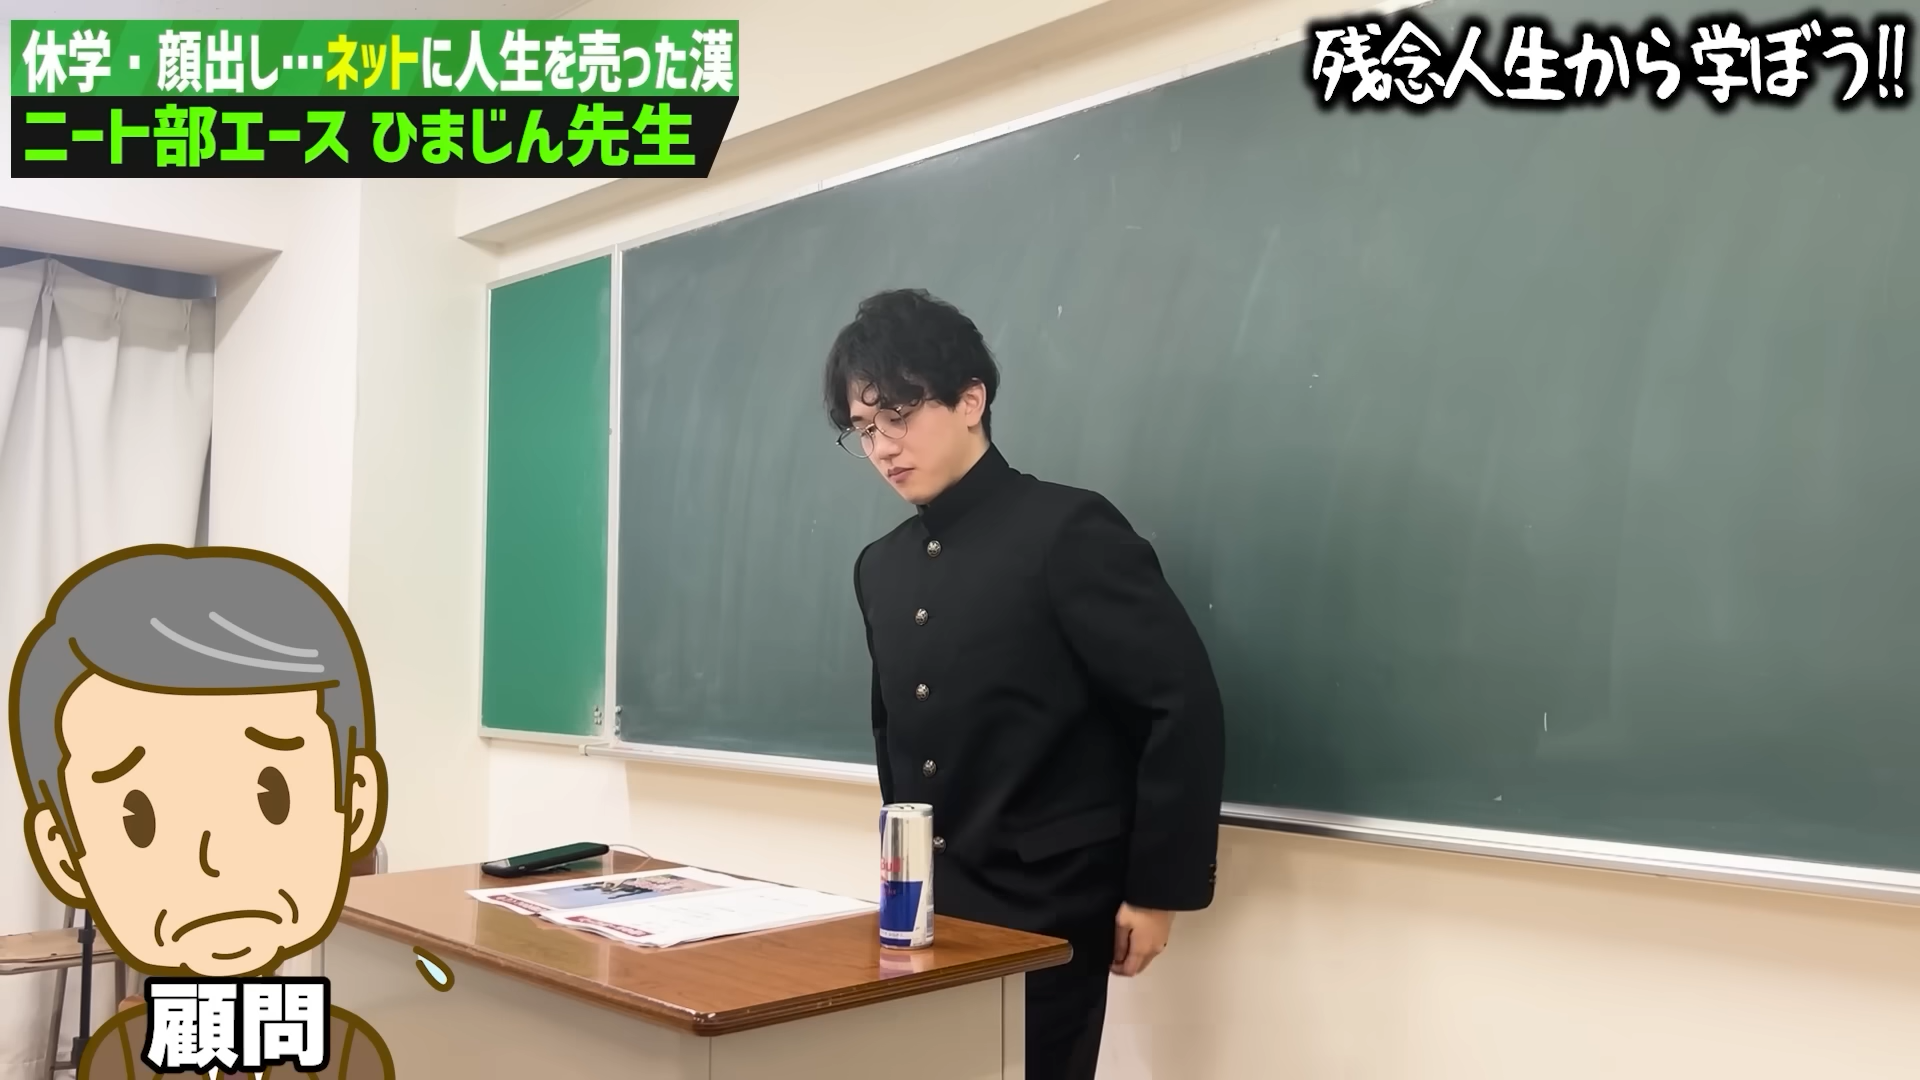 休学・顔出し…ネットに人生を売った漢
ニート部エース ひまじん先生
残念人生から学ぼう!!
顧問